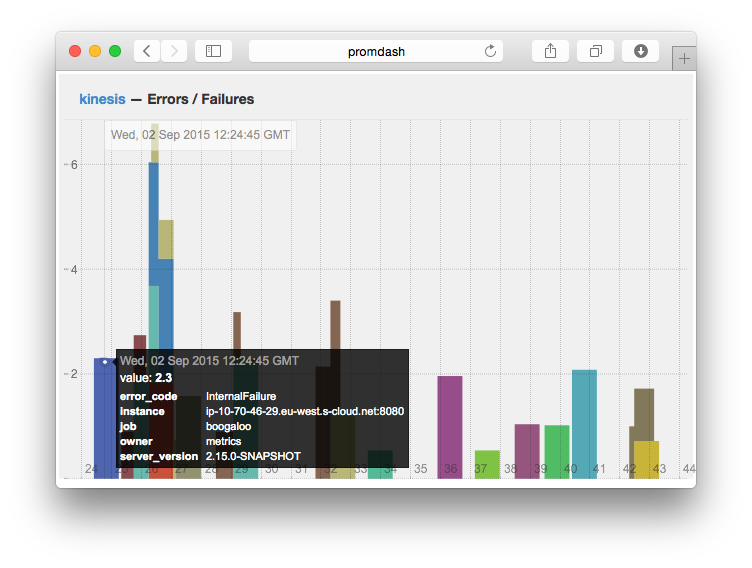 promdash
kinesis — Errors / Failures
Wed, 02 Sep 2015 12:24:45 GMT
6
4
2
Wed, 02 Sep 2015 12:24:45 GMT
value: 2.3
error_code InternalFailure
instance ip-10-70-46-29.eu-west.s-cloud.net:8080
job boogaloo
owner metrics
server_version 2.15.0-SNAPSHOT
24 25 26 27 28 29 30 31 32 33 34 35 36 37 38 39 40 41 42 43 44